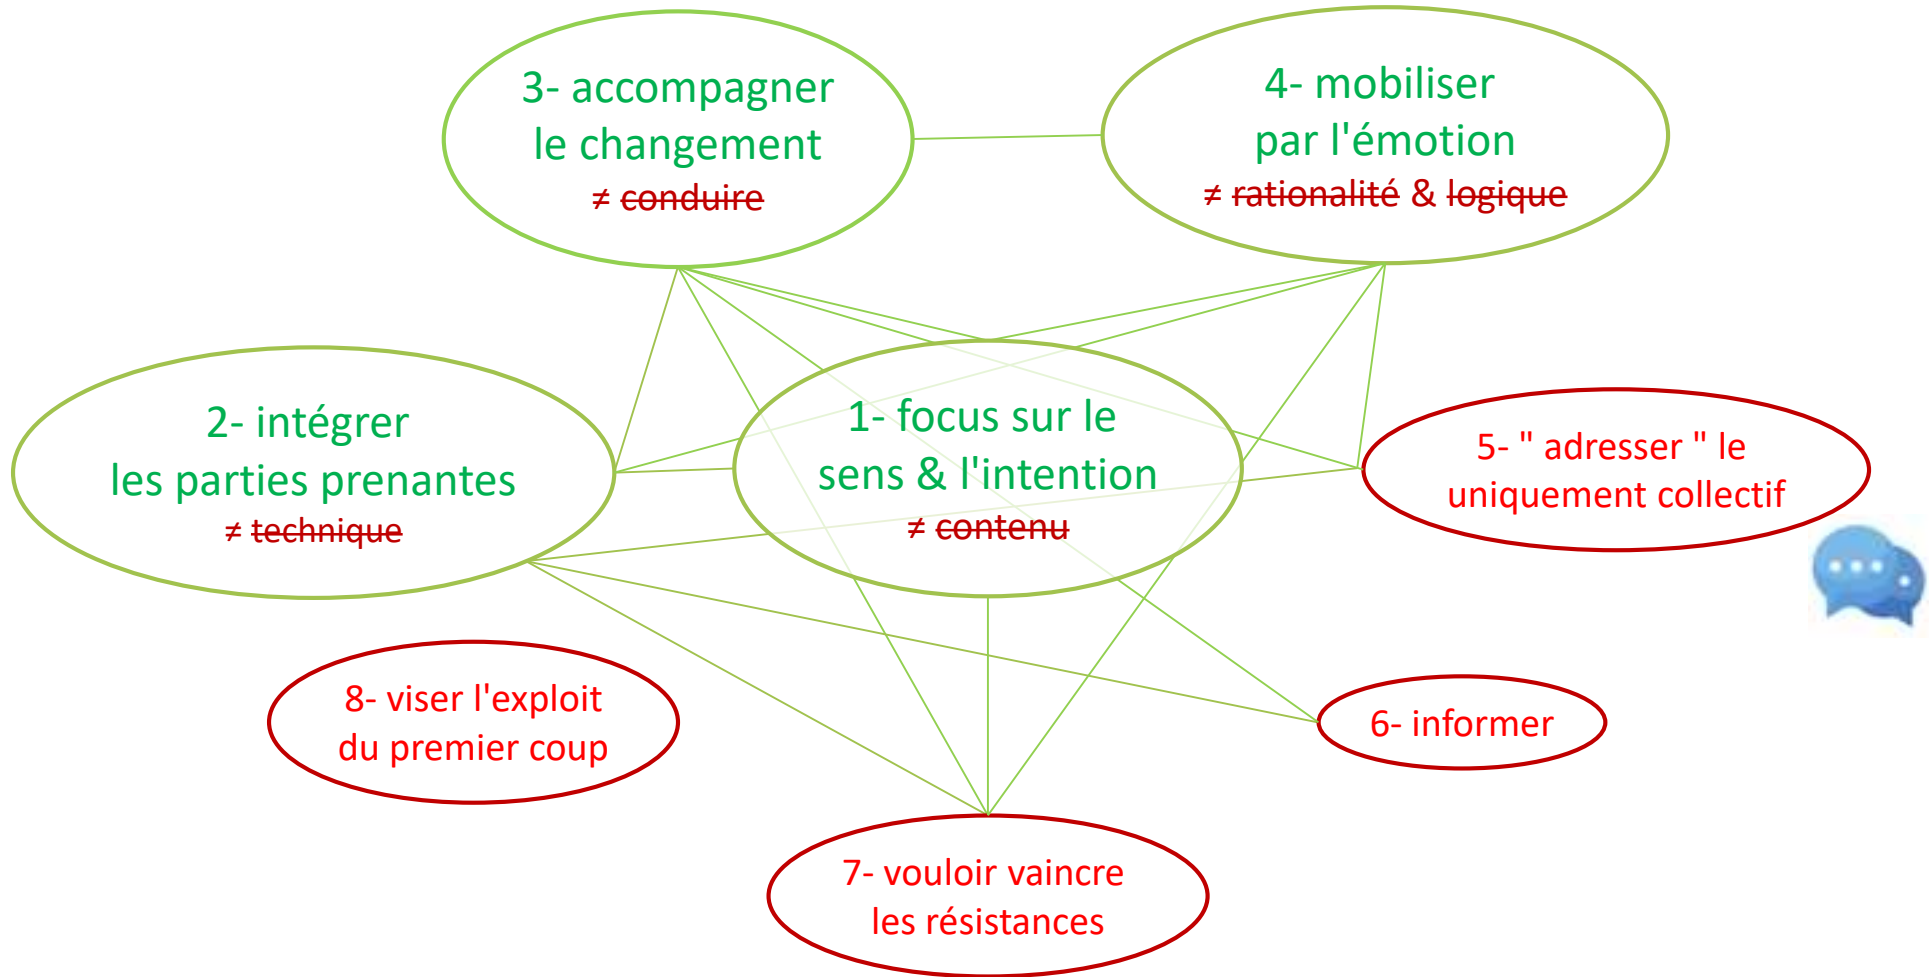 3- accompagner
le changement
≠ conduire
4- mobiliser
par l'émotion
≠ rationalité & logique
2- intégrer
les parties prenantes
≠ technique
1- focus sur le
sens & l'intention
≠ contenu
5- " adresser " le
uniquement collectif
8- viser l'exploit
du premier coup
6- informer
7- vouloir vaincre
les résistances